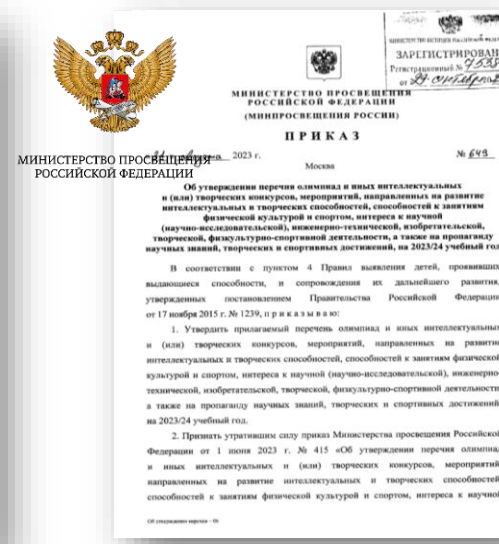 МИНИСТЕРСТВО ПРОСВЕЩЕНИЯ
РОССИЙСКОЙ ФЕДЕРАЦИИ
ЗАРЕГИСТРИРОВАН
Регистрационный №
от
МИНИСТЕРСТВО ПРОСВЕЩЕНИЯ
РОССИЙСКОЙ ФЕДЕРАЦИИ
(МИНПРОСВЕЩЕНИЯ РОССИИ)
ПРИКАЗ
2023 г.
№ 649
Москва
Об утверждении перечня олимпиад и иных интеллектуальных
и (или) творческих конкурсов, мероприятий, направленных на развитие
интеллектуальных и творческих способностей, способностей к занятиям
физической культурой и спортом, интереса к научной
(научно-исследовательской), инженерно-технической, изобретательской,
творческой, физкультурно-спортивной деятельности, а также на пропаганду
научных знаний, творческих и спортивных достижений, на 2023/24 учебный год
В соответствии с пунктом 4 Правил выявления детей, проявивших
выдающиеся способности, и сопровождения их дальнейшего развития,
утвержденных постановлением Правительства Российской Федерации
от 17 ноября 2015 г. № 1239, п р и к а з ы в а ю:
1. Утвердить прилагаемый перечень олимпиад и иных интеллектуальных
и (или) творческих конкурсов, мероприятий, направленных на развитие
интеллектуальных и творческих способностей, способностей к занятиям физической
культурой и спортом, интереса к научной (научно-исследовательской), инженерно-
технической, изобретательской, творческой, физкультурно-спортивной деятельности,
а также на пропаганду научных знаний, творческих и спортивных достижений
на 2023/24 учебный год.
2. Признать утратившим силу приказ Министерства просвещения Российской
Федерации от 1 июня 2023 г. № 415 «Об утверждении перечня олимпиад
и иных интеллектуальных и (или) творческих конкурсов, мероприятий
направленных на развитие интеллектуальных и творческих способностей
способностей к занятиям физической культурой и спортом, интереса к научной
Об утверждении перечня – 06